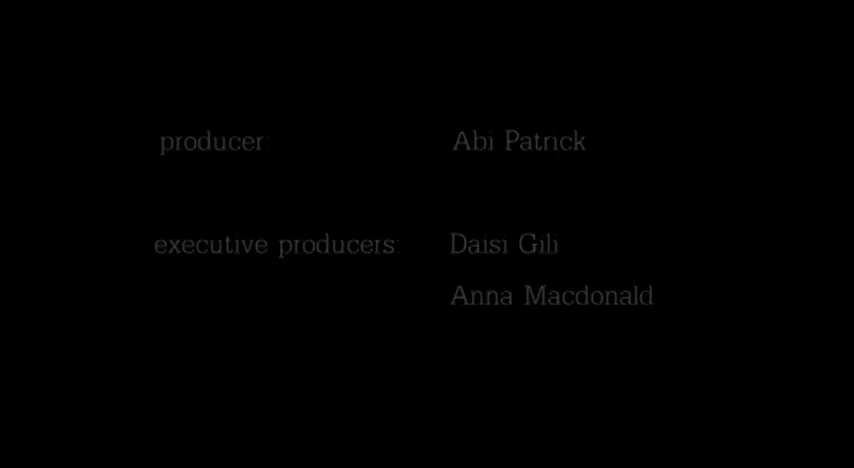 producer: Abi Patrick
executive producers: Daisi Gili
Anna Macdonald